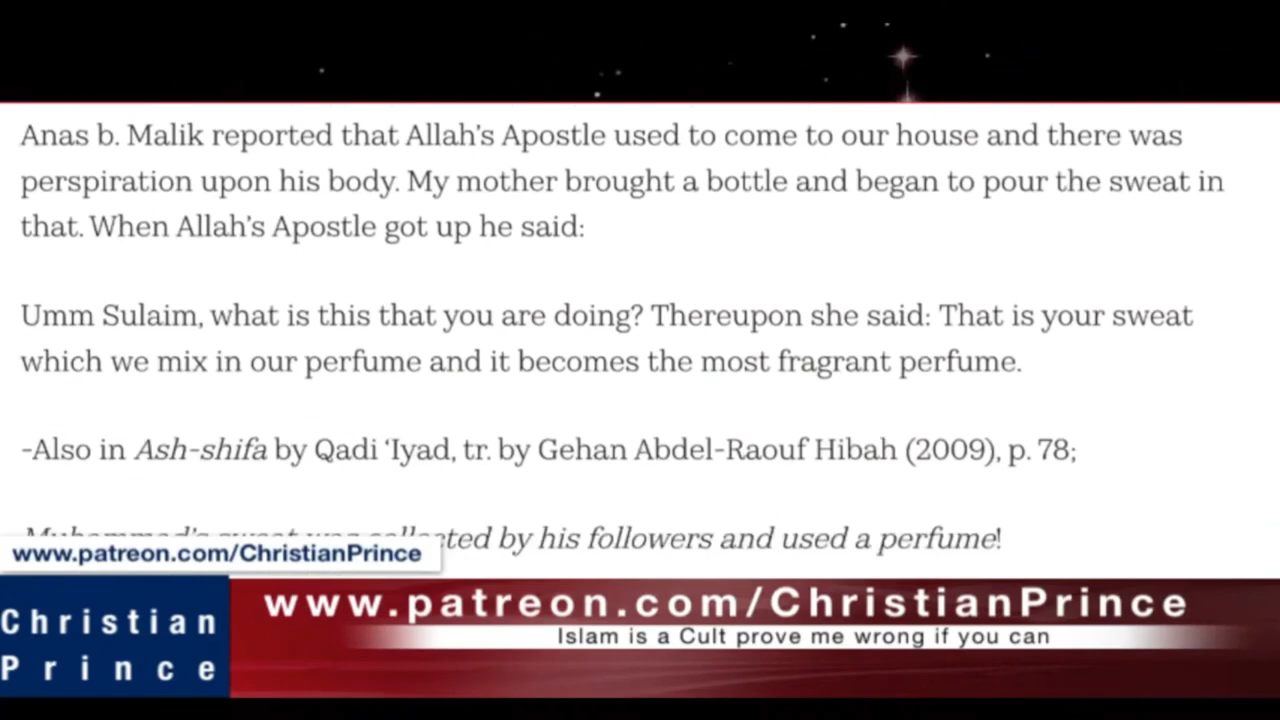 Anas b. Malik reported that Allah's Apostle used to come to our house and there was
perspiration upon his body. My mother brought a bottle and began to pour the sweat in
that. When Allah's Apostle got up he said:
Umm Sulaim, what is this that you are doing? Thereupon she said: That is your sweat
which we mix in our perfume and it becomes the most fragrant perfume.
-Also in Ash-shifa by Qadi ‘Iyad, tr. by Gehan Abdel-Raouf Hibah (2009), p. 78;
Muhammad's sweat was collected by his followers and used a perfume!
www.patreon.com/ChristianPrince
Christian
Prince
www.patreon.com/ChristianPrince
Islam is a Cult prove me wrong if you can